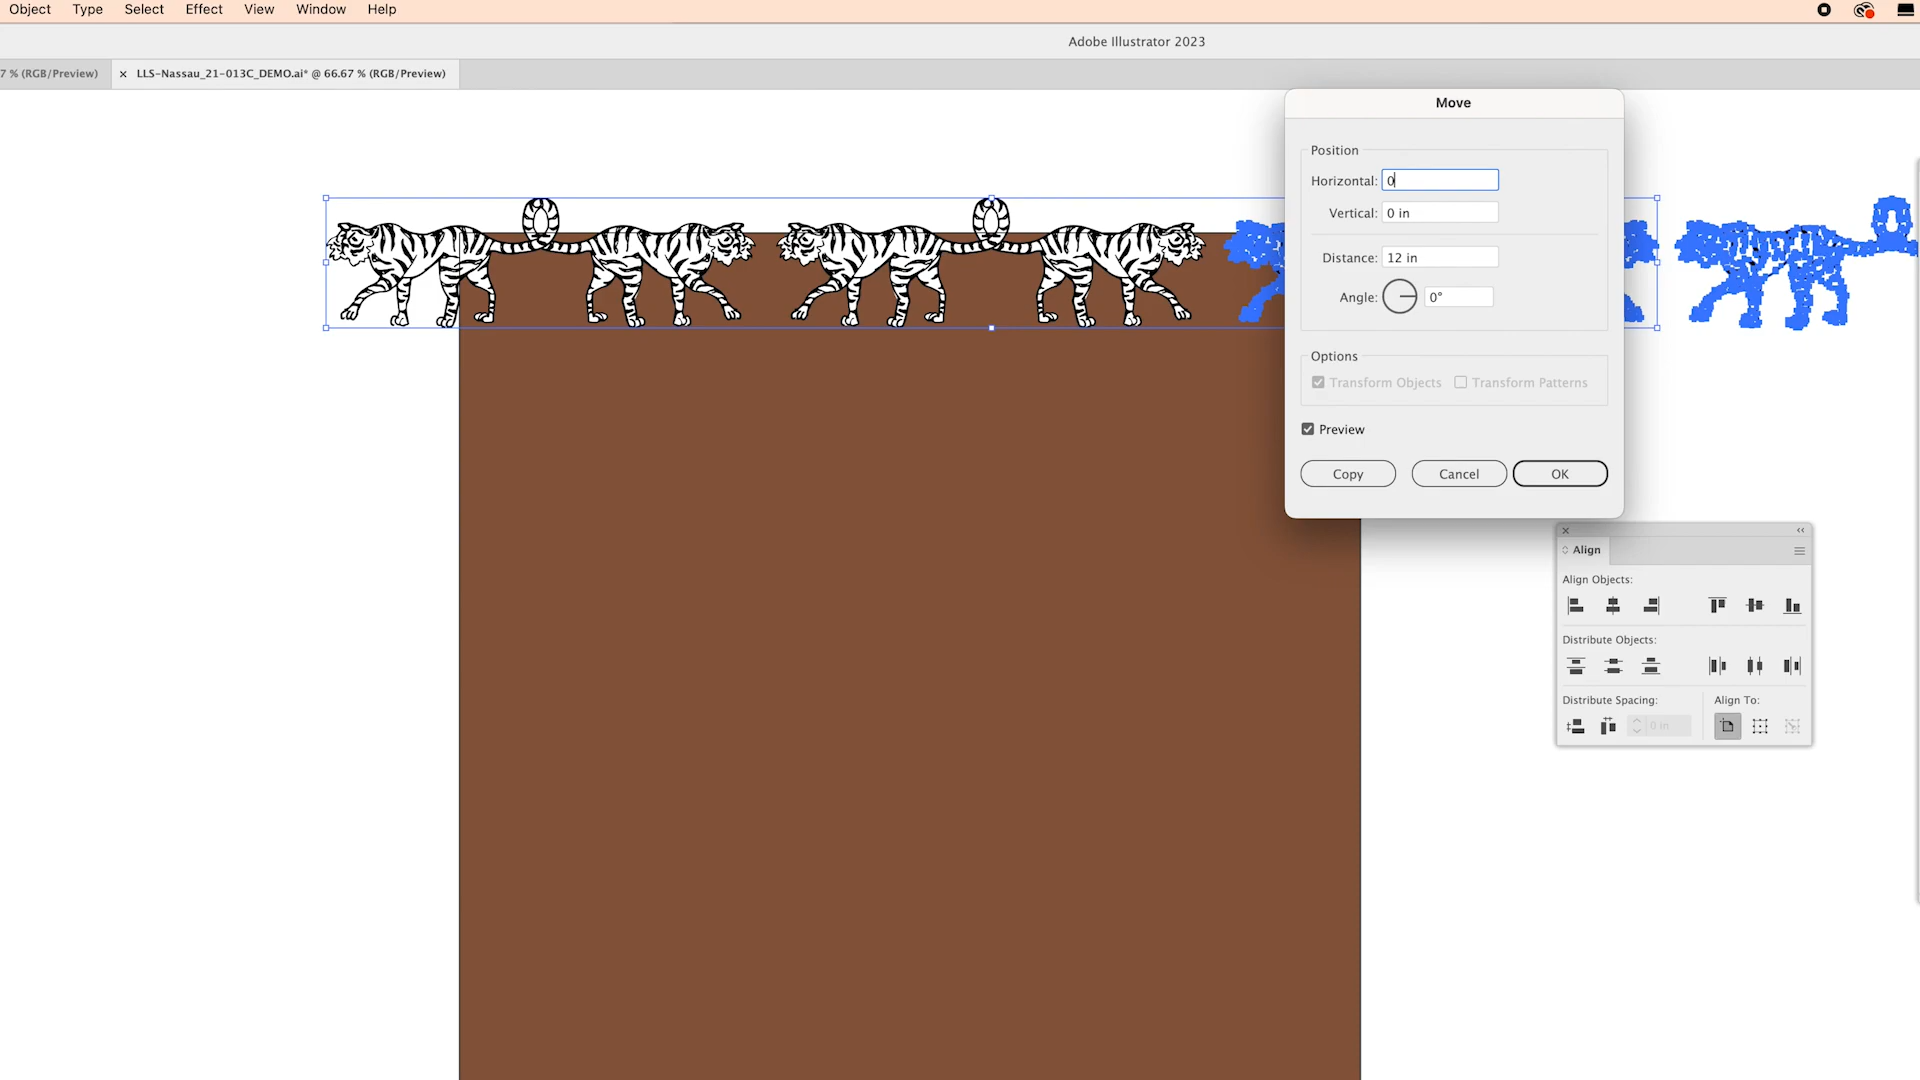 Object Type Select Effect View Window Help
Adobe Illustrator 2023
7 % (RGB/Preview) × LLS-Nassau_21-013C_DEMO.ai* @ 66.67 % (RGB/Preview)
Move
Position
Horizontal: 0
Vertical: 0 in
Distance: 12 in
Angle: 0°
Options
Transform Objects Transform Patterns
Preview
Copy Cancel OK
Align
Align Objects:
Distribute Objects:
Distribute Spacing: Align To:
0 in